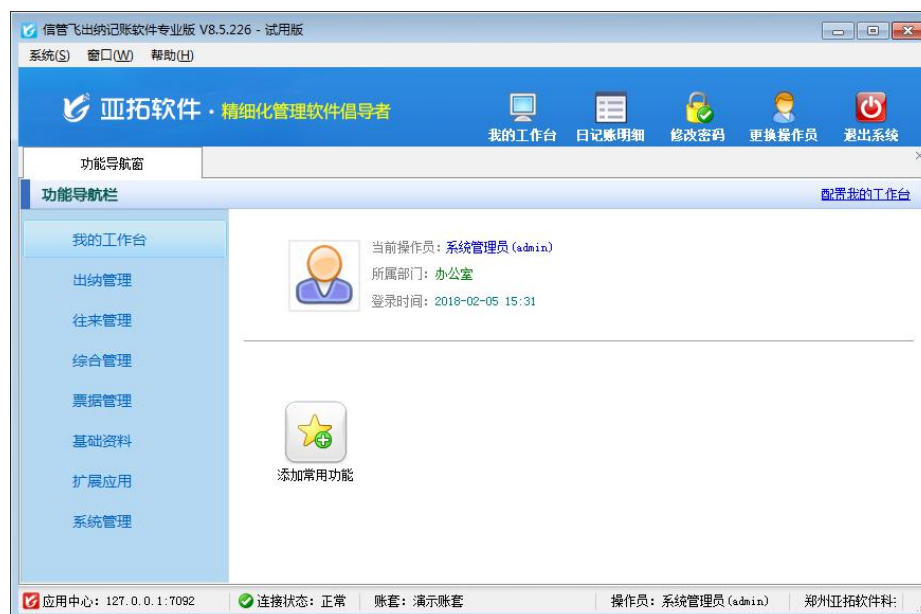 信管飞出纳记账软件专业版 V8.5.226 - 试用版
系统(S) 窗口(W) 帮助(H)
亚拓软件·精细化管理软件倡导者
我的工作台 日记账明细 修改密码 更换操作员 退出系统
功能导航窗
功能导航栏 配置我的工作台
我的工作台
出纳管理
往来管理
综合管理
票据管理
基础资料
扩展应用
系统管理
当前操作员: 系统管理员(admin)
所属部门: 办公室
登录时间: 2018-02-05 15:31
添加常用功能
应用中心: 127.0.0.1:7092 连接状态: 正常 账套: 演示账套 操作员: 系统管理员(admin) 郑州亚拓软件科